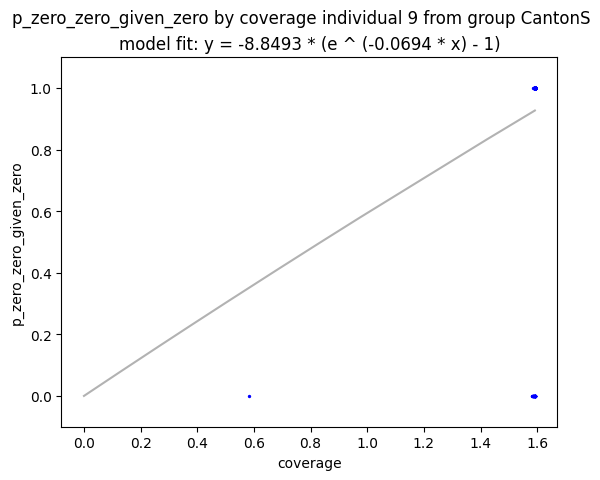 p_zero_zero_given_zero by coverage individual 9 from group CantonS
model fit: y = -8.8493 * (e ^ (-0.0694 * x) - 1)
1.0
0.8
0.6
0.4
0.2
0.0
p_zero_zero_given_zero
0.0 0.2 0.4 0.6 0.8 1.0 1.2 1.4 1.6
coverage